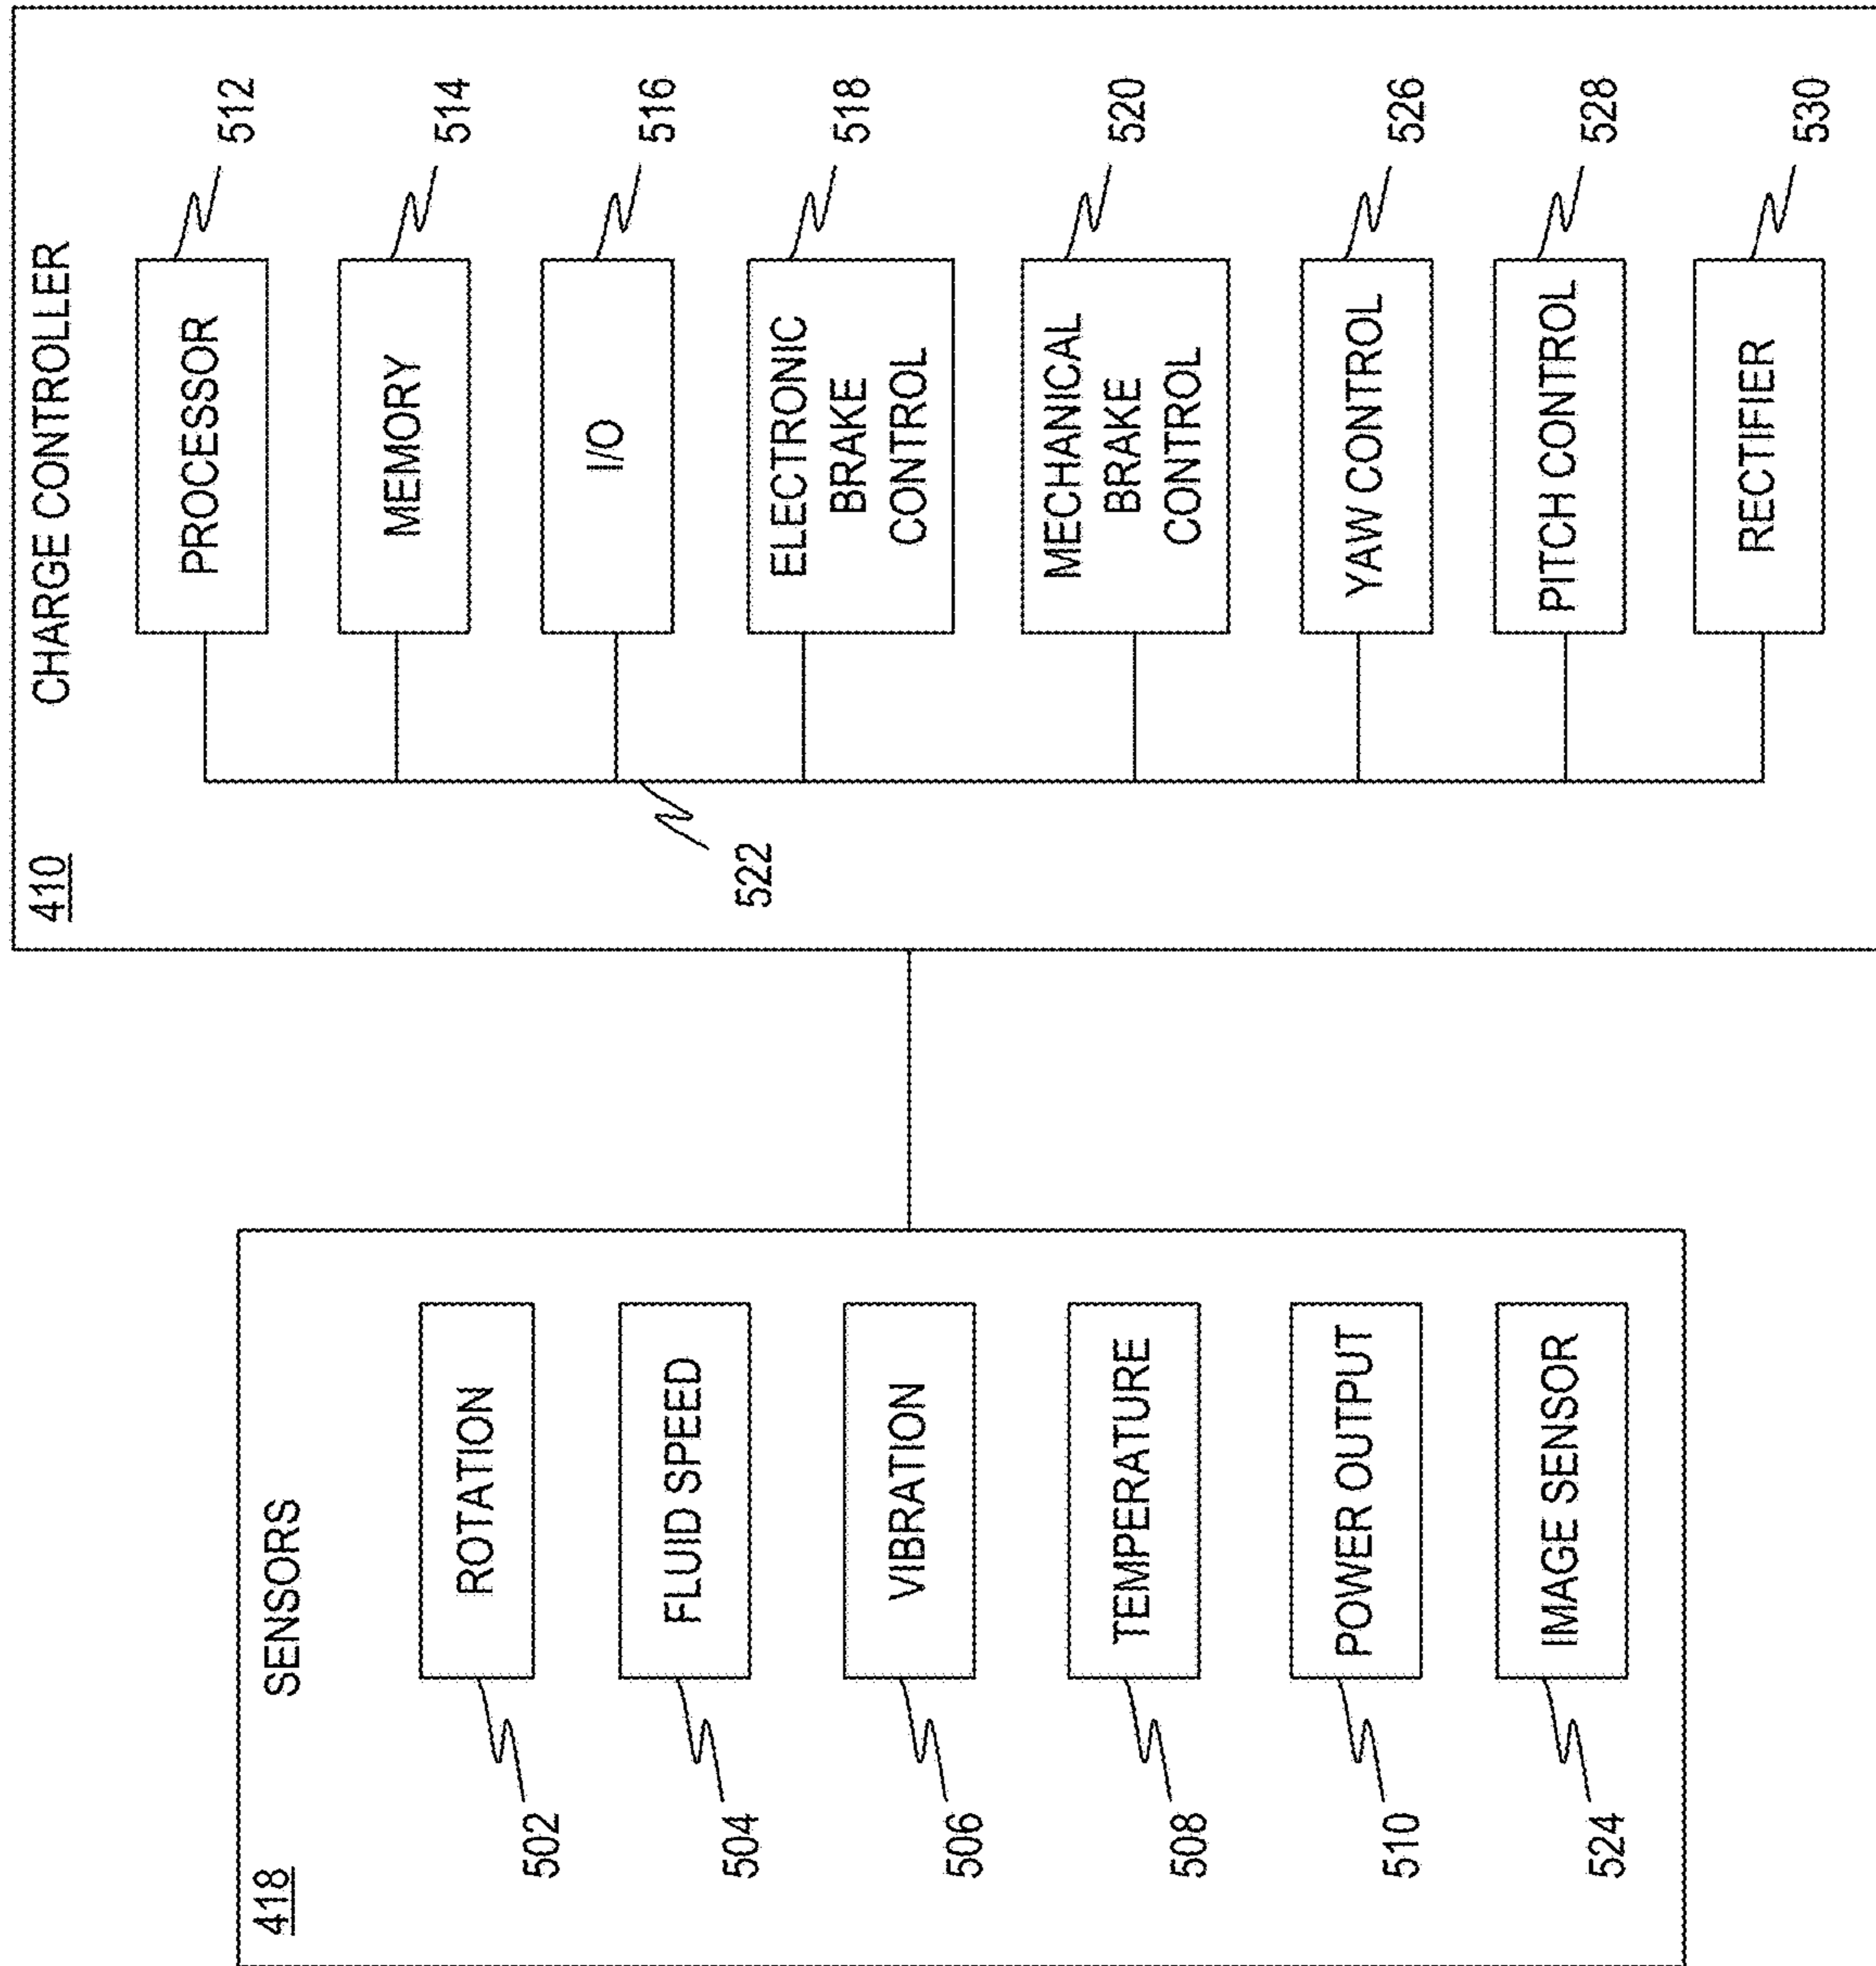 418
SENSORS
502
ROTATION
504
FLUID SPEED
506
VIBRATION
508
TEMPERATURE
510
POWER OUTPUT
524
IMAGE SENSOR
410
CHARGE CONTROLLER
PROCESSOR
512
MEMORY
514
I/O
516
ELECTRONIC
BRAKE
CONTROL
518
MECHANICAL
BRAKE
CONTROL
520
YAW CONTROL
526
PITCH CONTROL
528
RECTIFIER
530
522